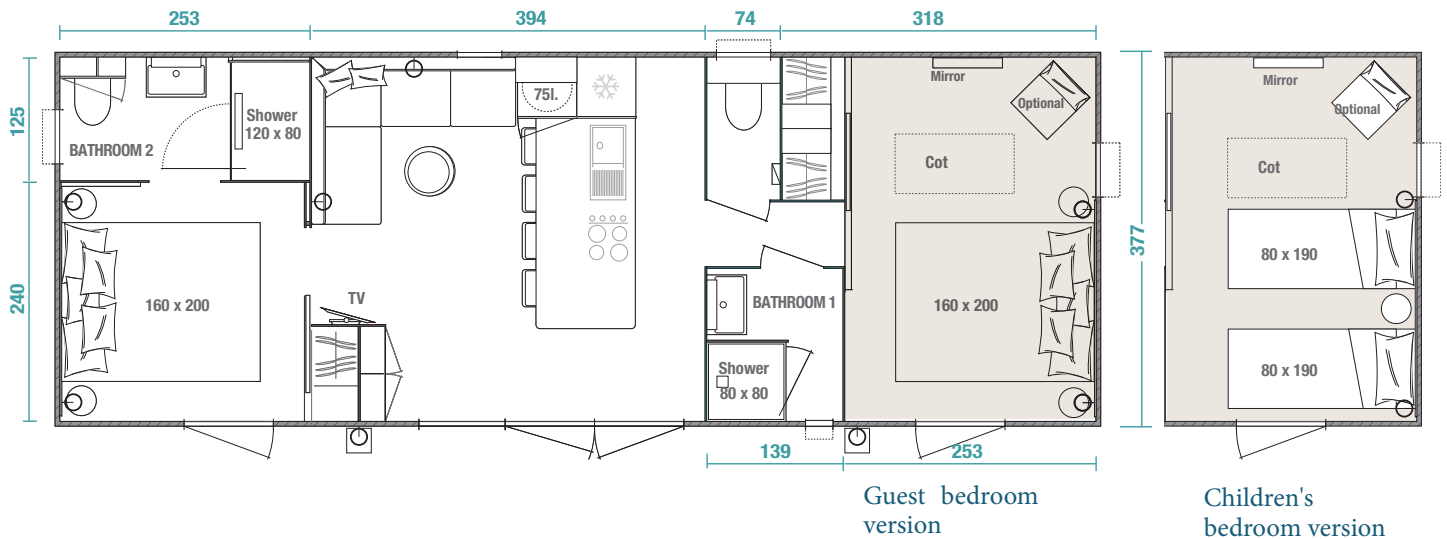 253
394
74
318
125
240
377
BATHROOM 2
Shower
120 x 80
75l.
160 x 200
TV
BATHROOM 1
Shower
80 x 80
Mirror
Optional
Cot
160 x 200
139
253
Guest bedroom
version
Mirror
Optional
Cot
80 x 190
80 x 190
Children's
bedroom version